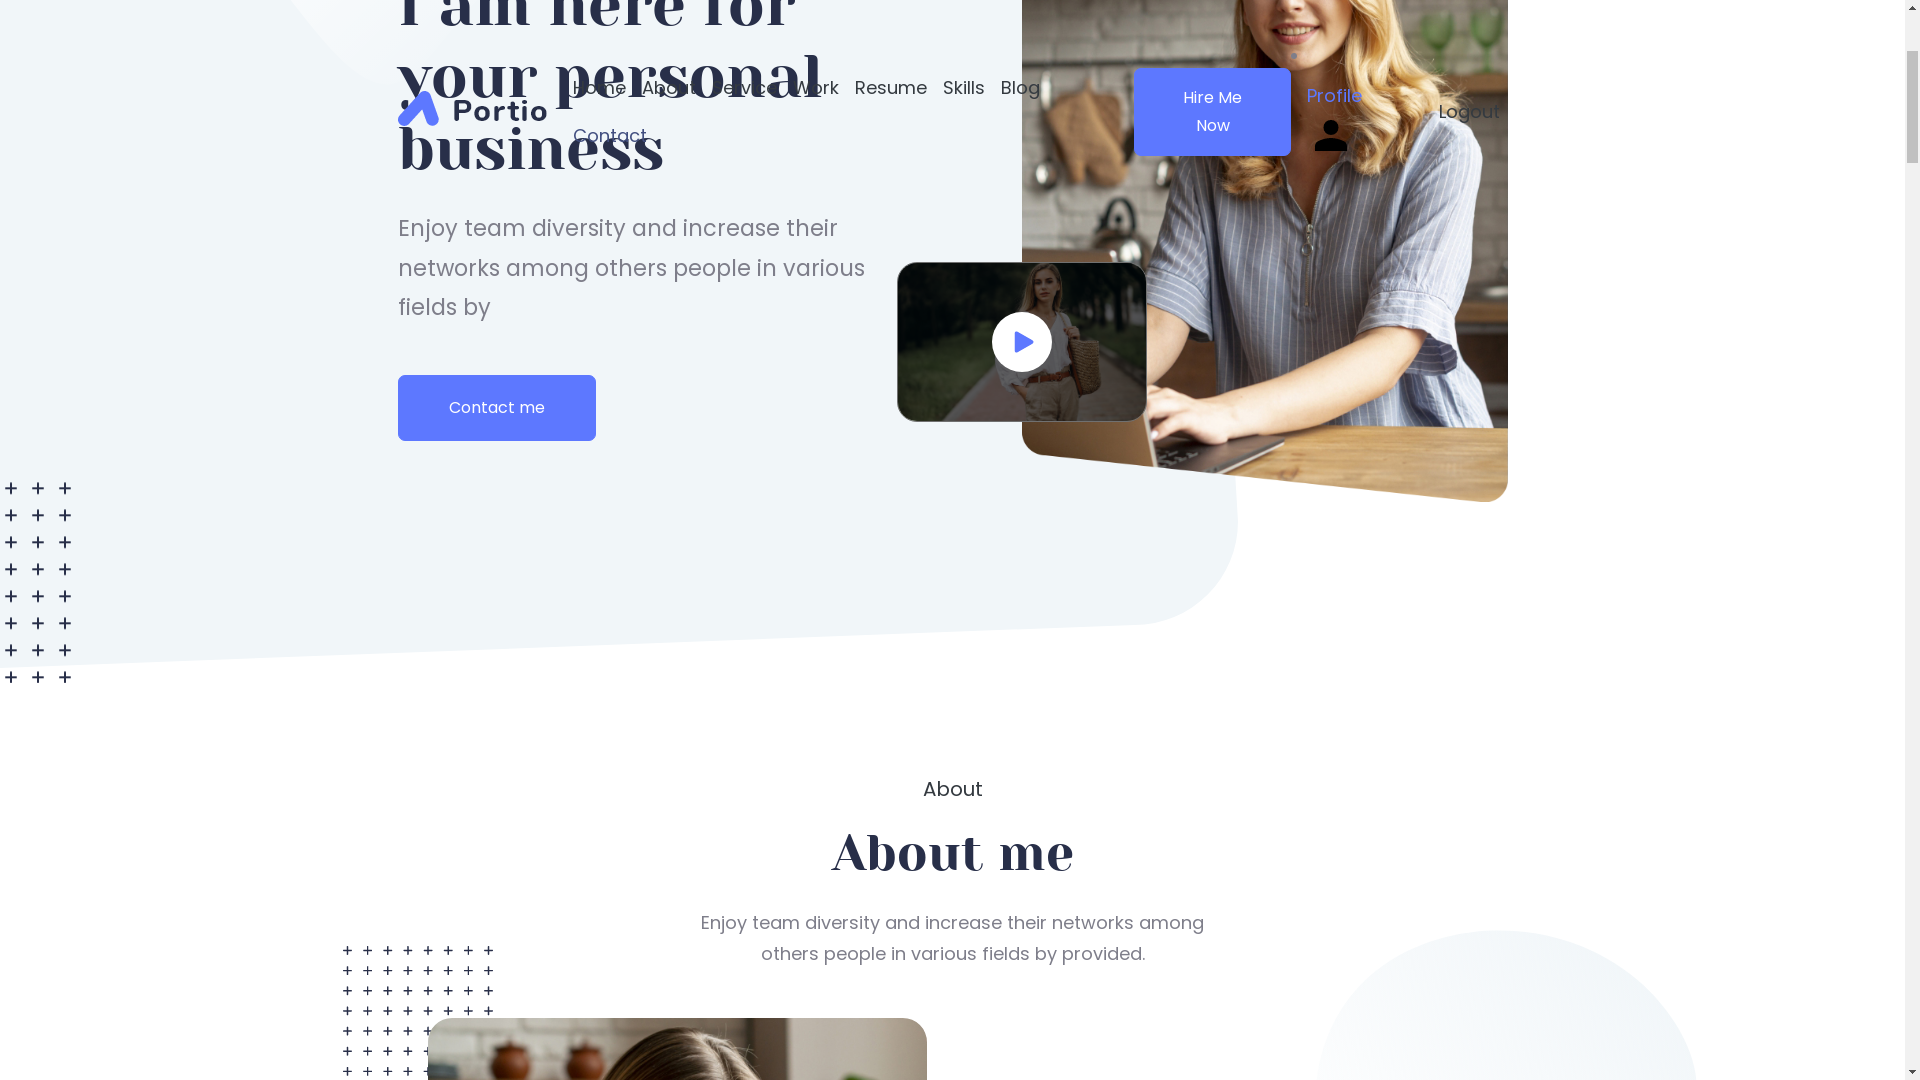 I am here for
your personal
business
Portio
Home About Service Work Resume Skills Blog
Contact
Hire Me
Now
Profile
Logout
Enjoy team diversity and increase their
networks among others people in various
fields by
Contact me
About
About me
Enjoy team diversity and increase their networks among
others people in various fields by provided.